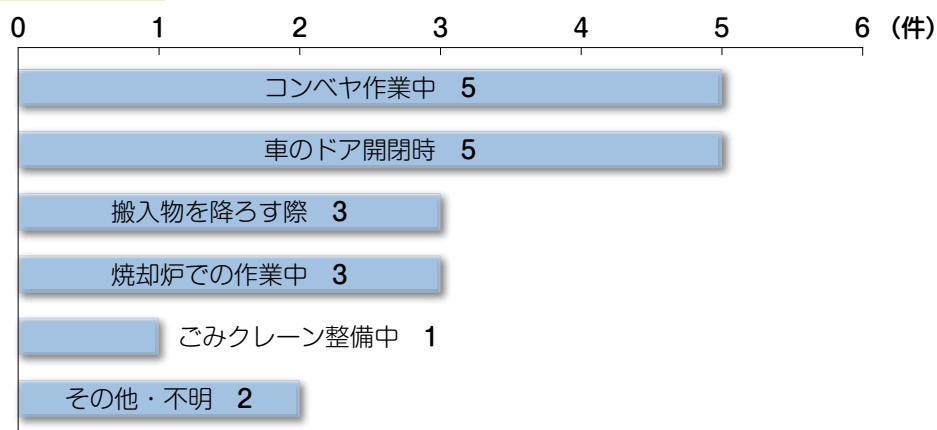 0 1 2 3 4 5 6 （件）
コンベヤ作業中 5
車のドア開閉時 5
搬入物を降ろす際 3
焼却炉での作業中 3
ごみクレーン整備中 1
その他・不明 2